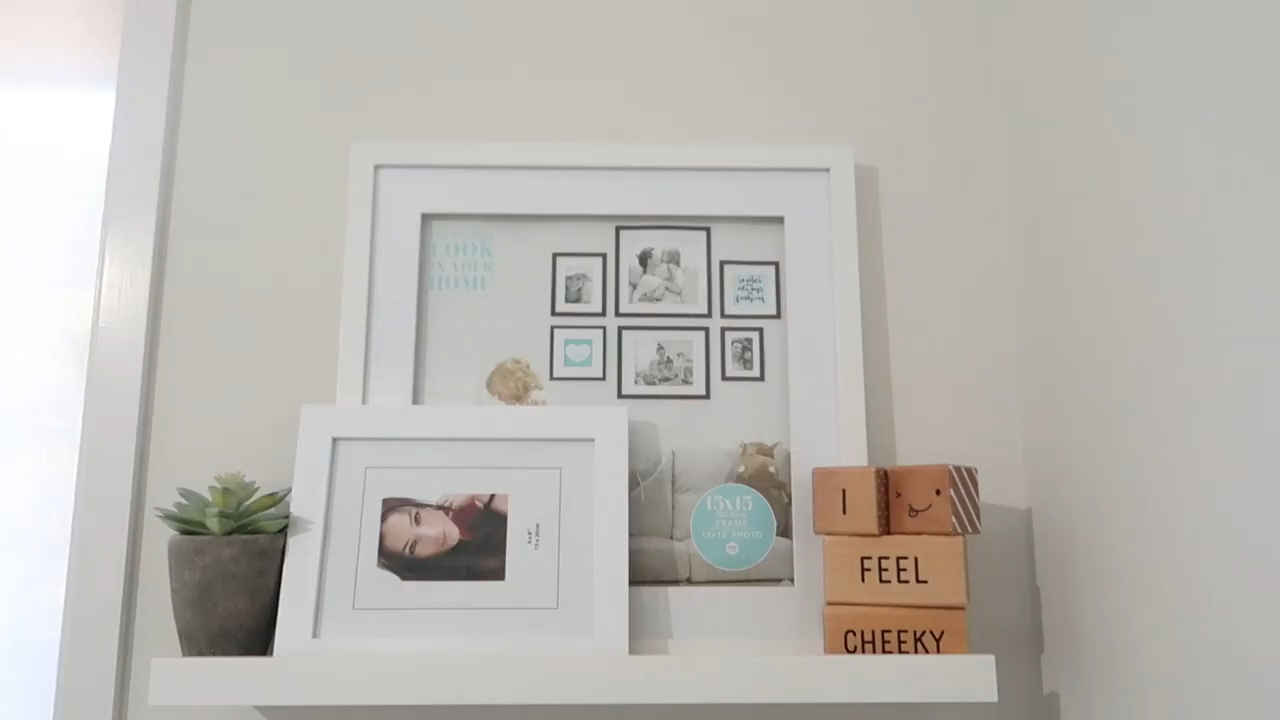 LOOK
IN YOUR
HOME
15x15
FRAME
12x12 PHOTO
I
FEEL
CHEEKY